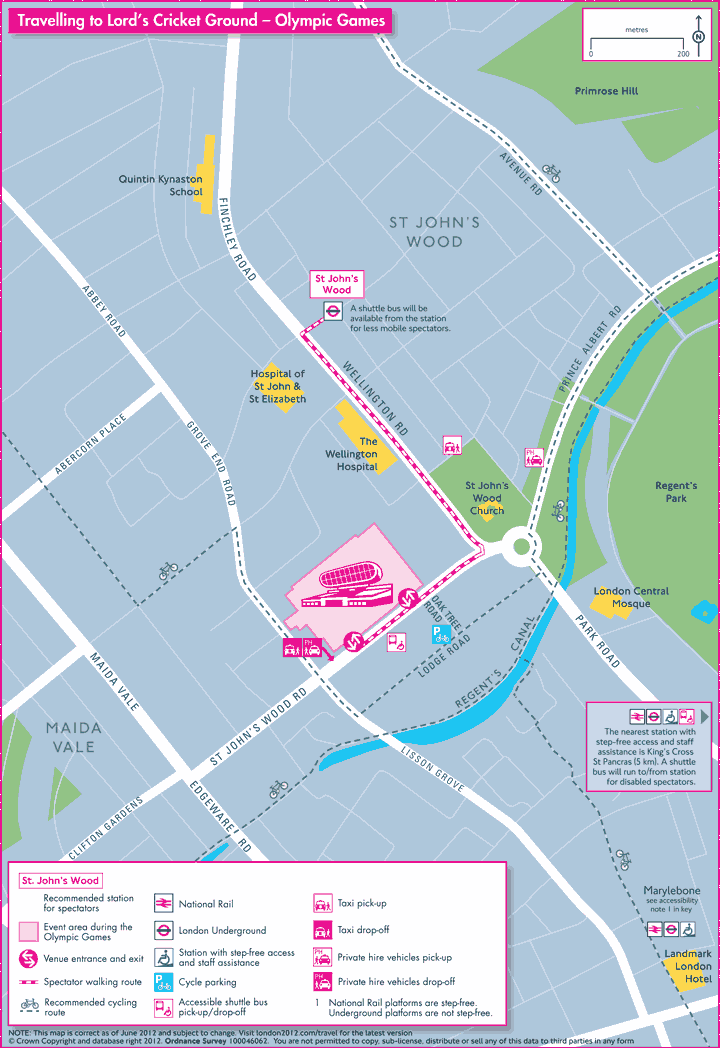 Travelling to Lord's Cricket Ground – Olympic Games
metres
0 200
N
Primrose Hill
Quintin Kynaston
School
AVENUE RD
ST JOHN'S
WOOD
FINCHLEY ROAD
St John's
Wood
A shuttle bus will be
available from the station
for less mobile spectators.
ABBEY ROAD
PRINCE ALBERT RD
WELLINGTON RD
Hospital of
St John &
St Elizabeth
ABERCORN PLACE
GROVE END ROAD
The
Wellington
Hospital
PH
St John's
Wood
Church
Regent's
Park
London Central
Mosque
OAK TREE
ROAD
P
LODGE ROAD
PH
REGENT'S CANAL
PARK ROAD
MAIDA VALE
ST JOHN'S WOOD RD
MAIDA
VALE
LISSON GROVE
The nearest station with
step-free access and staff
assistance is King's Cross
St Pancras (5 km). A shuttle
bus will run to/from station
for disabled spectators.
CLIFTON GARDENS
EDGEWARE RD
Marylebone
see accessibility
note 1 in key
Landmark
London
Hotel
St. John's Wood
Recommended station
for spectators
Event area during the
Olympic Games
Venue entrance and exit
Spectator walking route
Recommended cycling
route
National Rail
London Underground
Station with step-free access
and staff assistance
P
Cycle parking
Accessible shuttle bus
pick-up/drop-off
Taxi pick-up
Taxi drop-off
PH
Private hire vehicles pick-up
PH
Private hire vehicles drop-off
1 National Rail platforms are step-free.
Underground platforms are not step-free.
NOTE: This map is correct as of June 2012 and subject to change. Visit london2012.com/travel for the latest version
© Crown Copyright and database right 2012. Ordnance Survey 100046062. You are not permitted to copy, sub-license, distribute or sell any of this data to third parties in any form